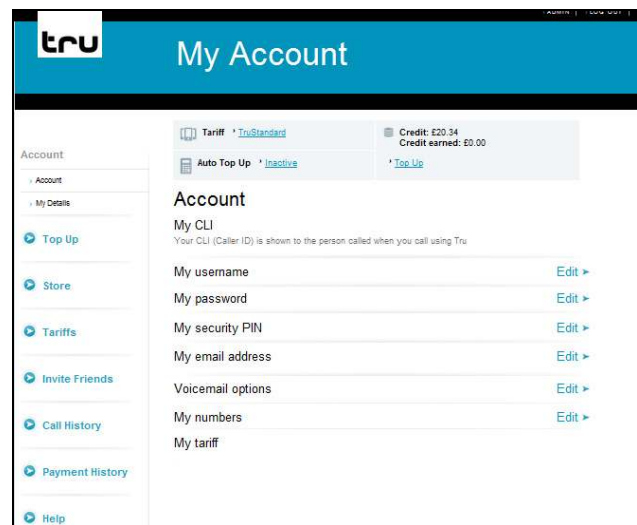 ADMIN | LOG OUT |
tru
My Account
Tariff TruStandard
Credit: £20.34
Credit earned: £0.00
Auto Top Up Inactive
Top Up
Account
Account
My Details
Top Up
Store
Tariffs
Invite Friends
Call History
Payment History
Help
Account
My CLI
Your CLI (Caller ID) is shown to the person called when you call using Tru
My username Edit
My password Edit
My security PIN Edit
My email address Edit
Voicemail options Edit
My numbers Edit
My tariff